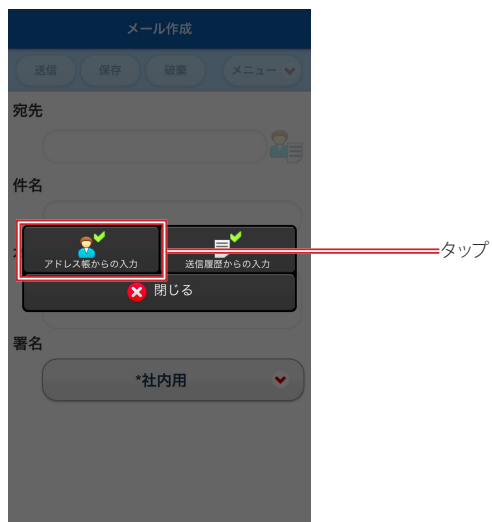 メール作成
送信 保存 破棄 メニュー
宛先
件名
アドレス帳からの入力 送信履歴からの入力
タップ
閉じる
署名
*社内用